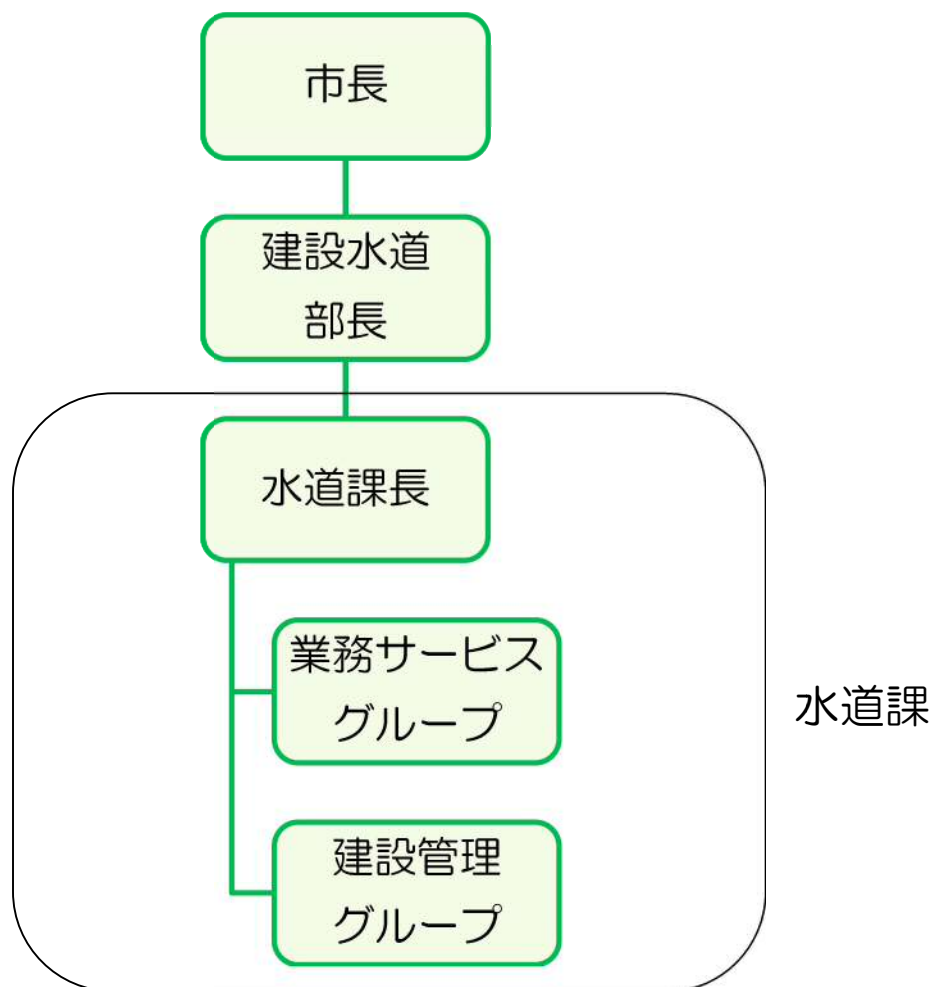 市長
建設水道
部長
水道課長
業務サービス
グループ
水道課
建設管理
グループ